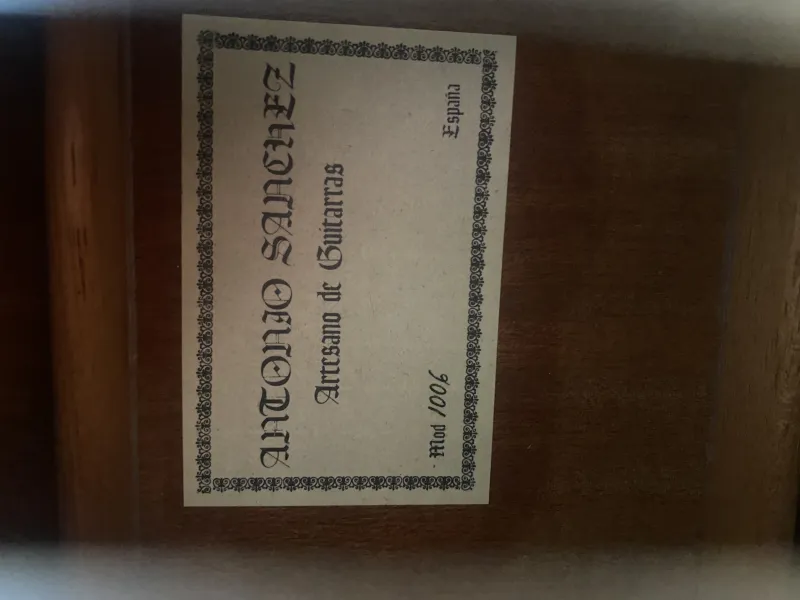 ANTONIO SANCHEZ
Artesano de Guitarras
- Mod 1006
España